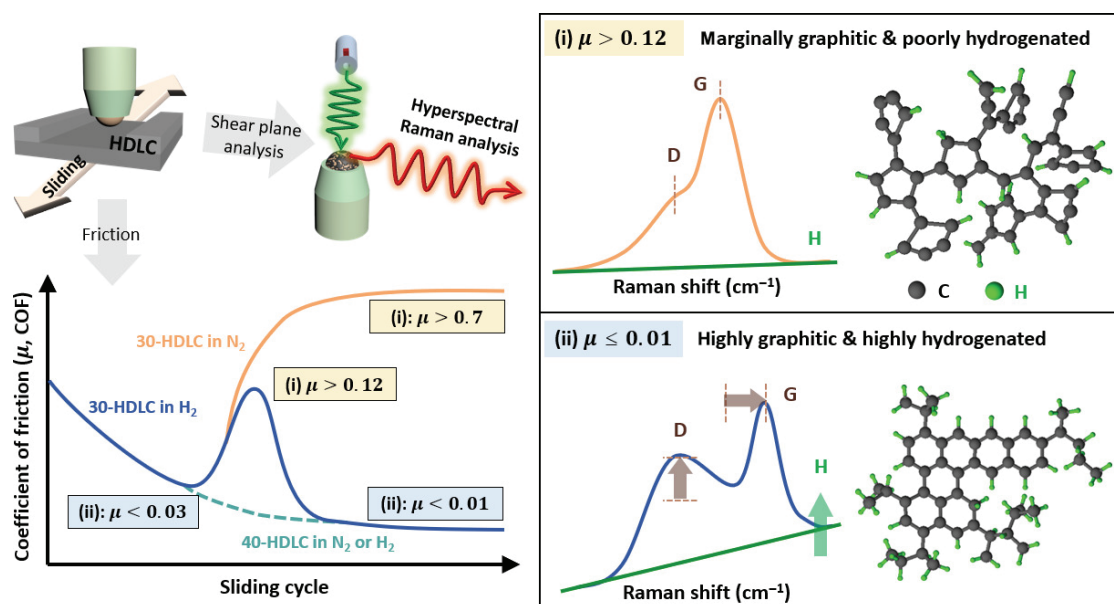 HDLC
Sliding
Shear plane
analysis
Hyperspectral
Raman analysis
Friction
Coefficient of friction (μ, COF)
30-HDLC in N₂
(i): μ > 0.7
(i) μ > 0.12
30-HDLC in H₂
(ii): μ < 0.03
(ii): μ < 0.01
40-HDLC in N₂ or H₂
Sliding cycle
(i) μ > 0.12 Marginally graphitic & poorly hydrogenated
G
D
H
Raman shift (cm⁻¹)
C H
(ii) μ ≤ 0.01 Highly graphitic & highly hydrogenated
G
D
H
Raman shift (cm⁻¹)